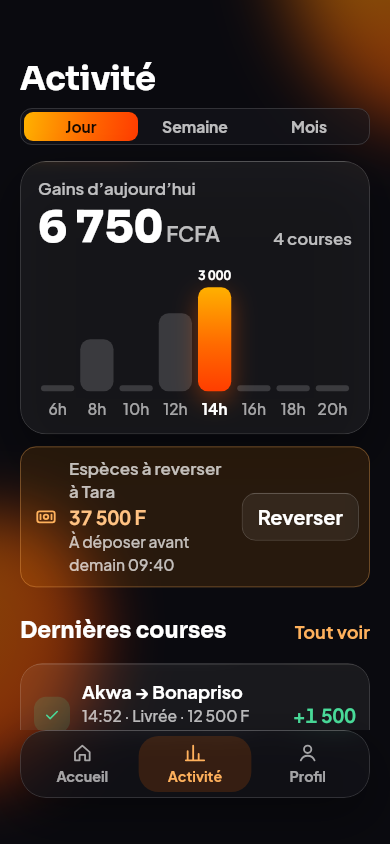 Activité
Jour Semaine Mois
Gains d’aujourd’hui
6 750 FCFA 4 courses
3 000
6h 8h 10h 12h 14h 16h 18h 20h
Espèces à reverser
à Tara
37 500 F
À déposer avant
demain 09:40
Reverser
Dernières courses Tout voir
Akwa → Bonapriso
14:52 · Livrée · 12 500 F +1 500
Accueil Activité Profil